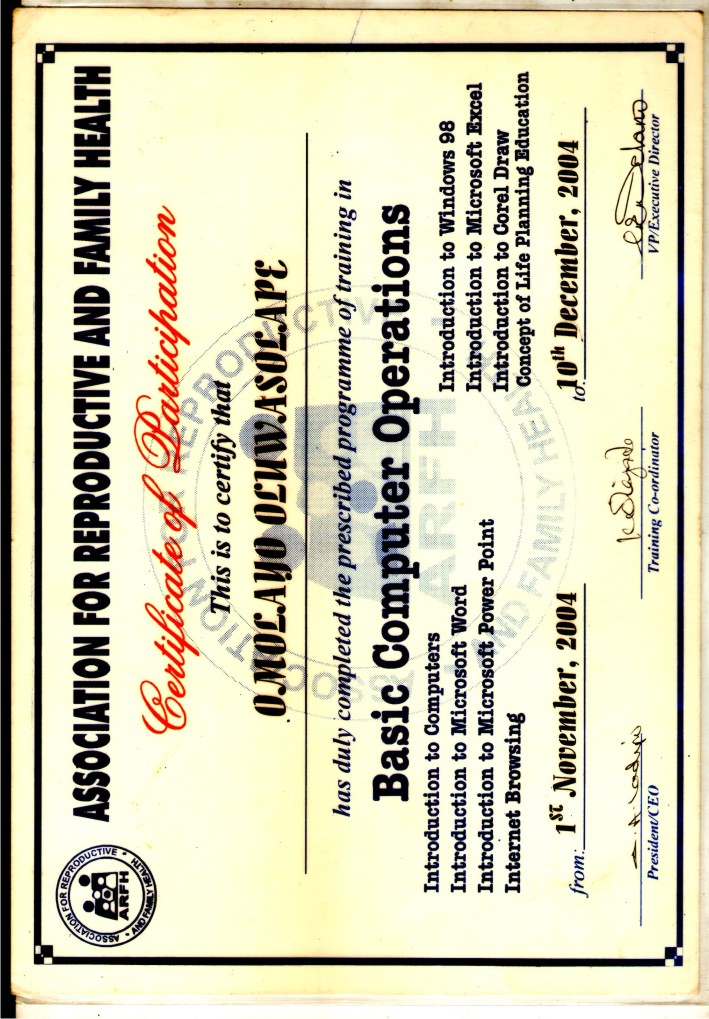 ASSOCIATION FOR REPRODUCTIVE AND FAMILY HEALTH
ASSOCIATION FOR REPRODUCTIVE • AND FAMILY HEALTH •
ARFH
Certificate of Participation
This is to certify that
OMOLAYO OLUWASOLAPE
has duly completed the prescribed programme of training in
Basic Computer Operations
Introduction to Computers
Introduction to Microsoft Word
Introduction to Microsoft Power Point
Internet Browsing
Introduction to Windows 98
Introduction to Microsoft Excel
Introduction to Corel Draw
Concept of Life Planning Education
from: 1st November, 2004
to: 10th December, 2004
President/CEO
Training Co-ordinator
VP/Executive Director